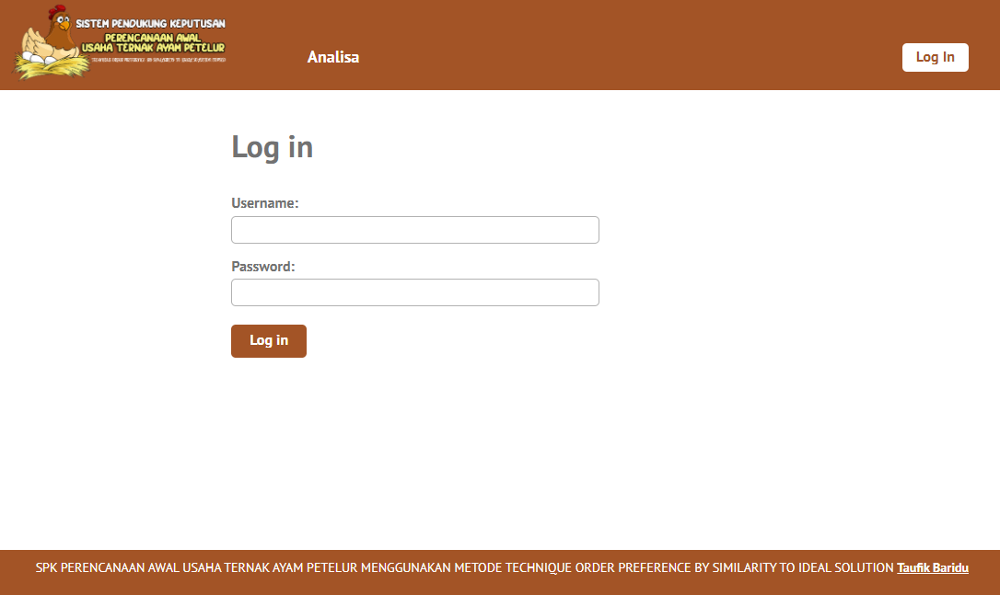 SISTEM PENDUKUNG KEPUTUSAN
PERENCANAAN AWAL
USAHA TERNAK AYAM PETELUR
Analisa
Log In
Log in
Username:
Password:
Log in
SPK PERENCANAAN AWAL USAHA TERNAK AYAM PETELUR MENGGUNAKAN METODE TECHNIQUE ORDER PREFERENCE BY SIMILARITY TO IDEAL SOLUTION Taufik Baridu